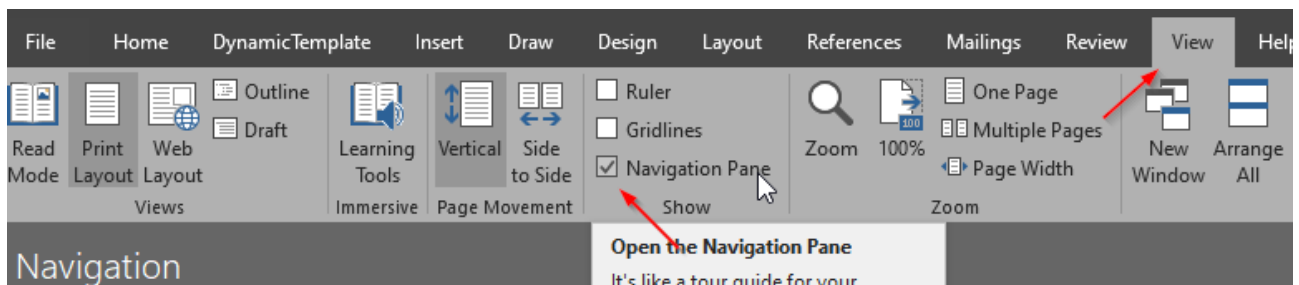 File Home DynamicTemplate Insert Draw Design Layout References Mailings Review View Help
Read Mode
Print Layout
Web Layout
Outline
Draft
Views
Learning Tools
Immersive
Vertical
Side to Side
Page Movement
Ruler
Gridlines
Navigation Pane
Show
Zoom
100
100%
One Page
Multiple Pages
Page Width
Zoom
New Window
Arrange All
Navigation
Open the Navigation Pane
It's like a tour guide for your